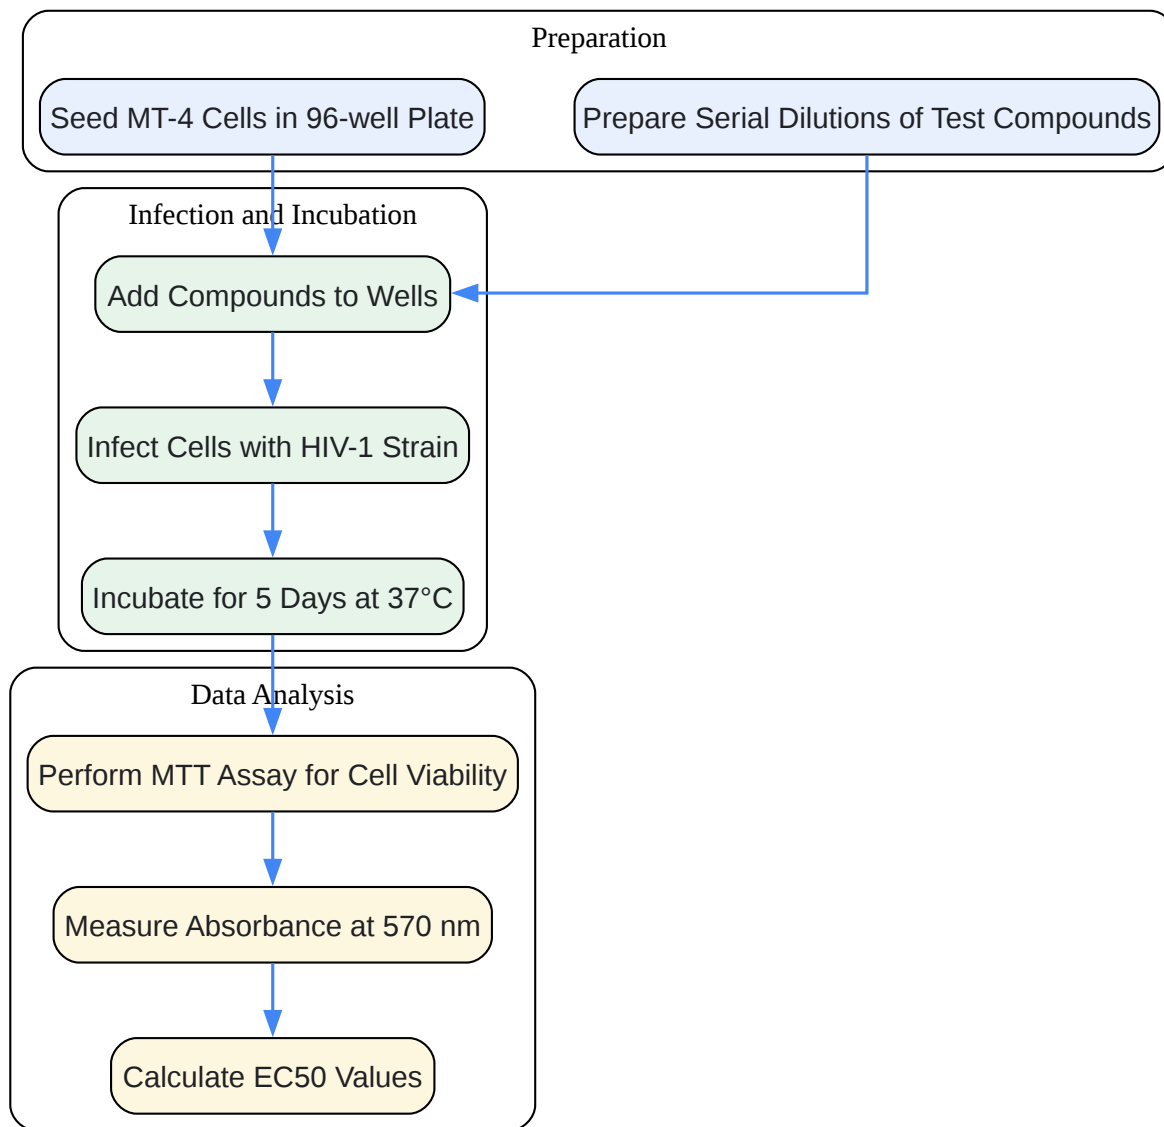 Preparation
Seed MT-4 Cells in 96-well Plate
Prepare Serial Dilutions of Test Compounds
Infection and Incubation
Add Compounds to Wells
Infect Cells with HIV-1 Strain
Incubate for 5 Days at 37°C
Data Analysis
Perform MTT Assay for Cell Viability
Measure Absorbance at 570 nm
Calculate EC50 Values